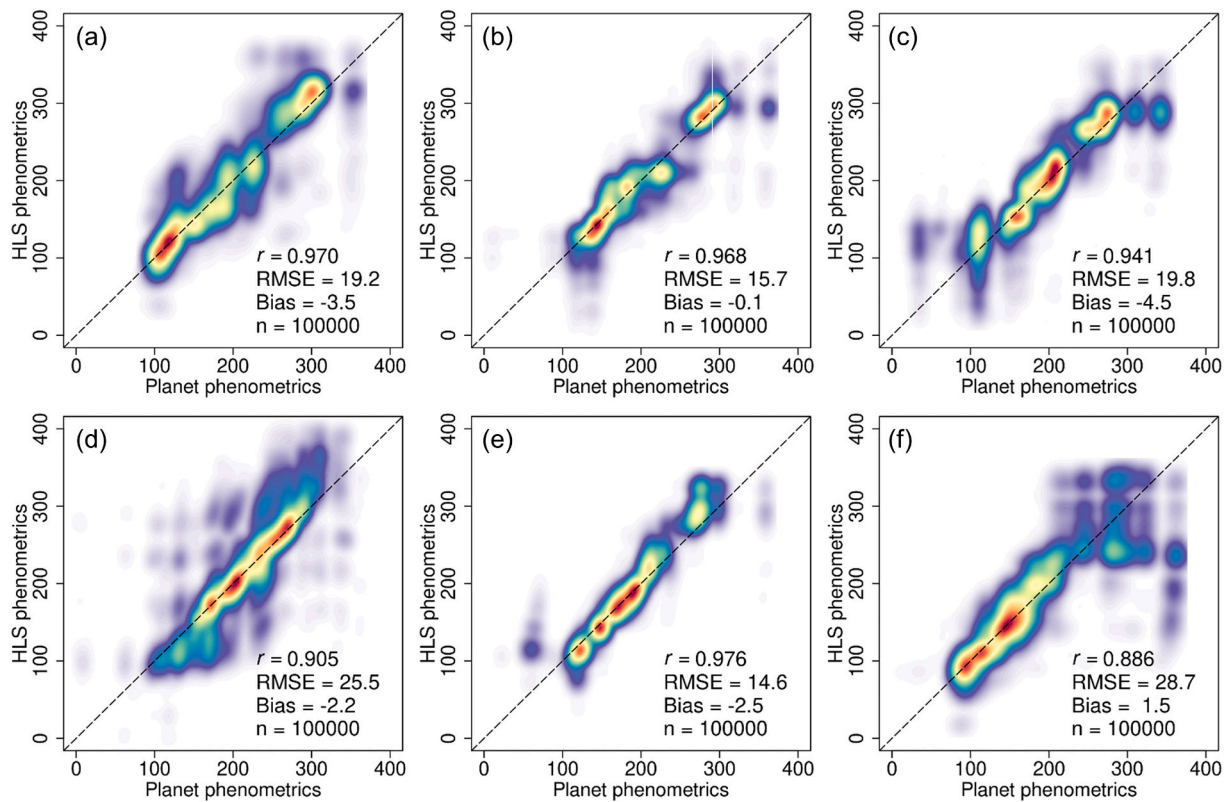 (a)
400
300
200
100
0
HLS phenometrics
r = 0.970
RMSE = 19.2
Bias = -3.5
n = 100000
0 100 200 300 400
Planet phenometrics
(b)
400
300
200
100
0
HLS phenometrics
r = 0.968
RMSE = 15.7
Bias = -0.1
n = 100000
0 100 200 300 400
Planet phenometrics
(c)
400
300
200
100
0
HLS phenometrics
r = 0.941
RMSE = 19.8
Bias = -4.5
n = 100000
0 100 200 300 400
Planet phenometrics
(d)
400
300
200
100
0
HLS phenometrics
r = 0.905
RMSE = 25.5
Bias = -2.2
n = 100000
0 100 200 300 400
Planet phenometrics
(e)
400
300
200
100
0
HLS phenometrics
r = 0.976
RMSE = 14.6
Bias = -2.5
n = 100000
0 100 200 300 400
Planet phenometrics
(f)
400
300
200
100
0
HLS phenometrics
r = 0.886
RMSE = 28.7
Bias = 1.5
n = 100000
0 100 200 300 400
Planet phenometrics